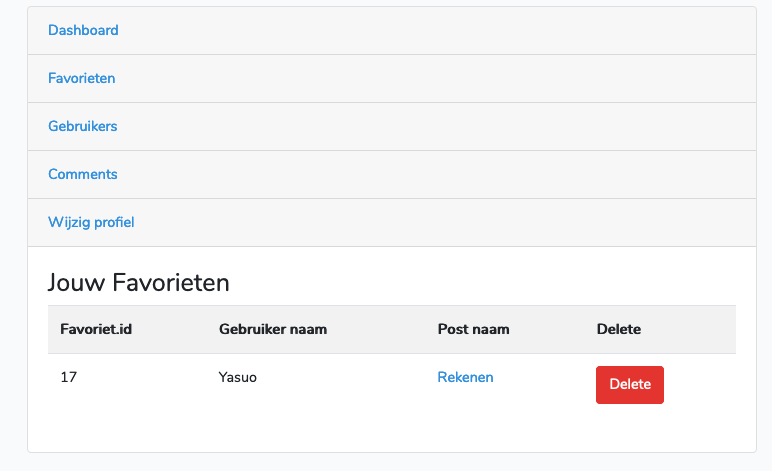 Dashboard
Favorieten
Gebruikers
Comments
Wijzig profiel
Jouw Favorieten
Favoriet.id Gebruiker naam Post naam Delete
17 Yasuo Rekenen Delete